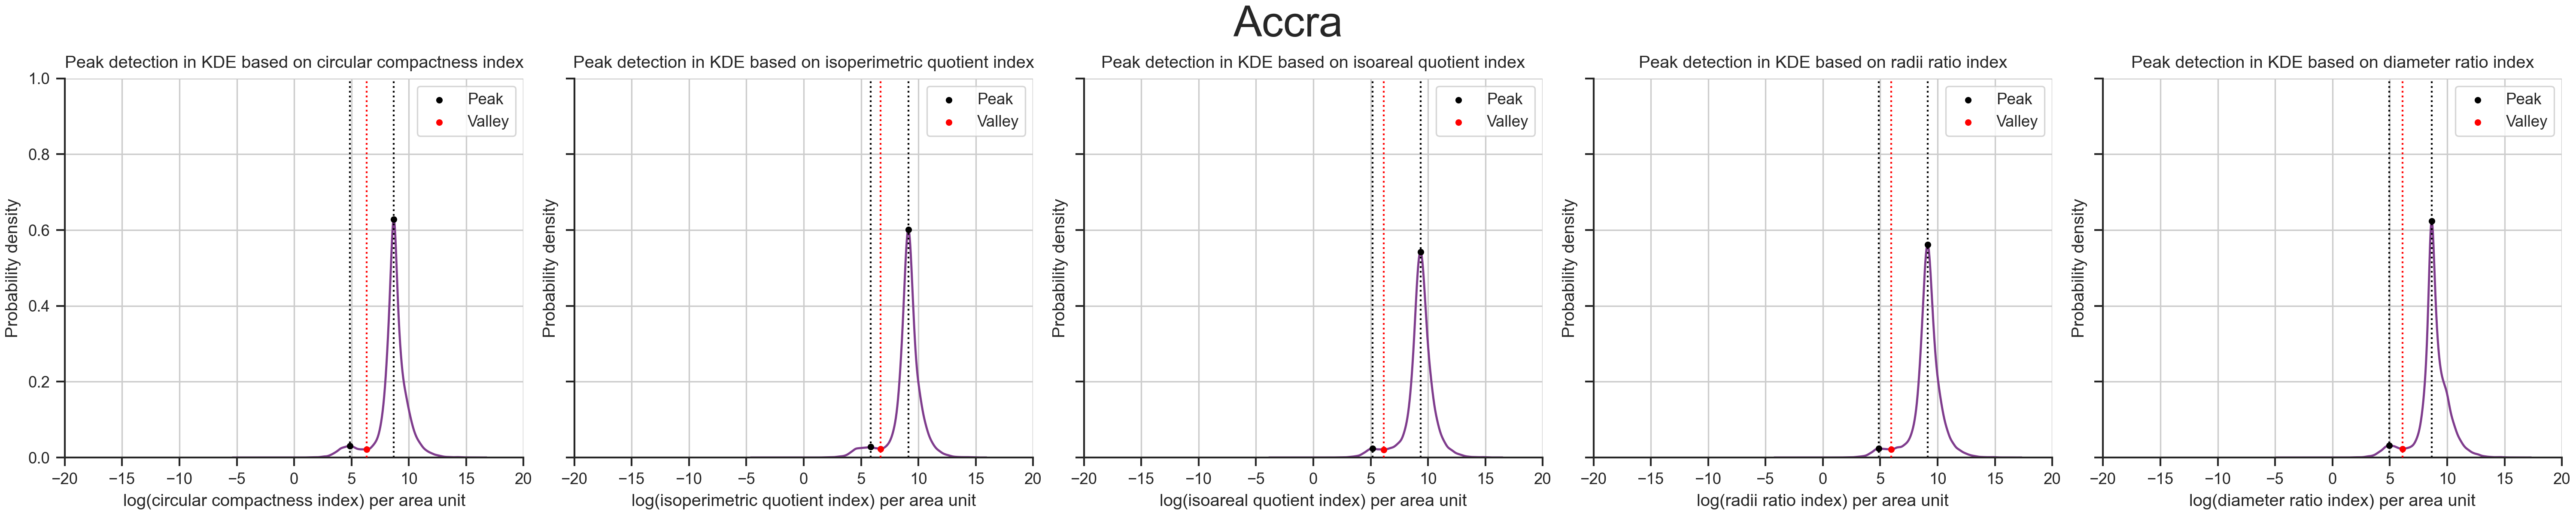 Accra
Peak detection in KDE based on circular compactness index
1.0
0.8
0.6
0.4
0.2
0.0
Probability density
Peak
Valley
−20 −15 −10 −5 0 5 10 15 20
log(circular compactness index) per area unit
Peak detection in KDE based on isoperimetric quotient index
Probability density
Peak
Valley
−20 −15 −10 −5 0 5 10 15 20
log(isoperimetric quotient index) per area unit
Peak detection in KDE based on isoareal quotient index
Probability density
Peak
Valley
−20 −15 −10 −5 0 5 10 15 20
log(isoareal quotient index) per area unit
Peak detection in KDE based on radii ratio index
Probability density
Peak
Valley
−20 −15 −10 −5 0 5 10 15 20
log(radii ratio index) per area unit
Peak detection in KDE based on diameter ratio index
Probability density
Peak
Valley
−20 −15 −10 −5 0 5 10 15 20
log(diameter ratio index) per area unit